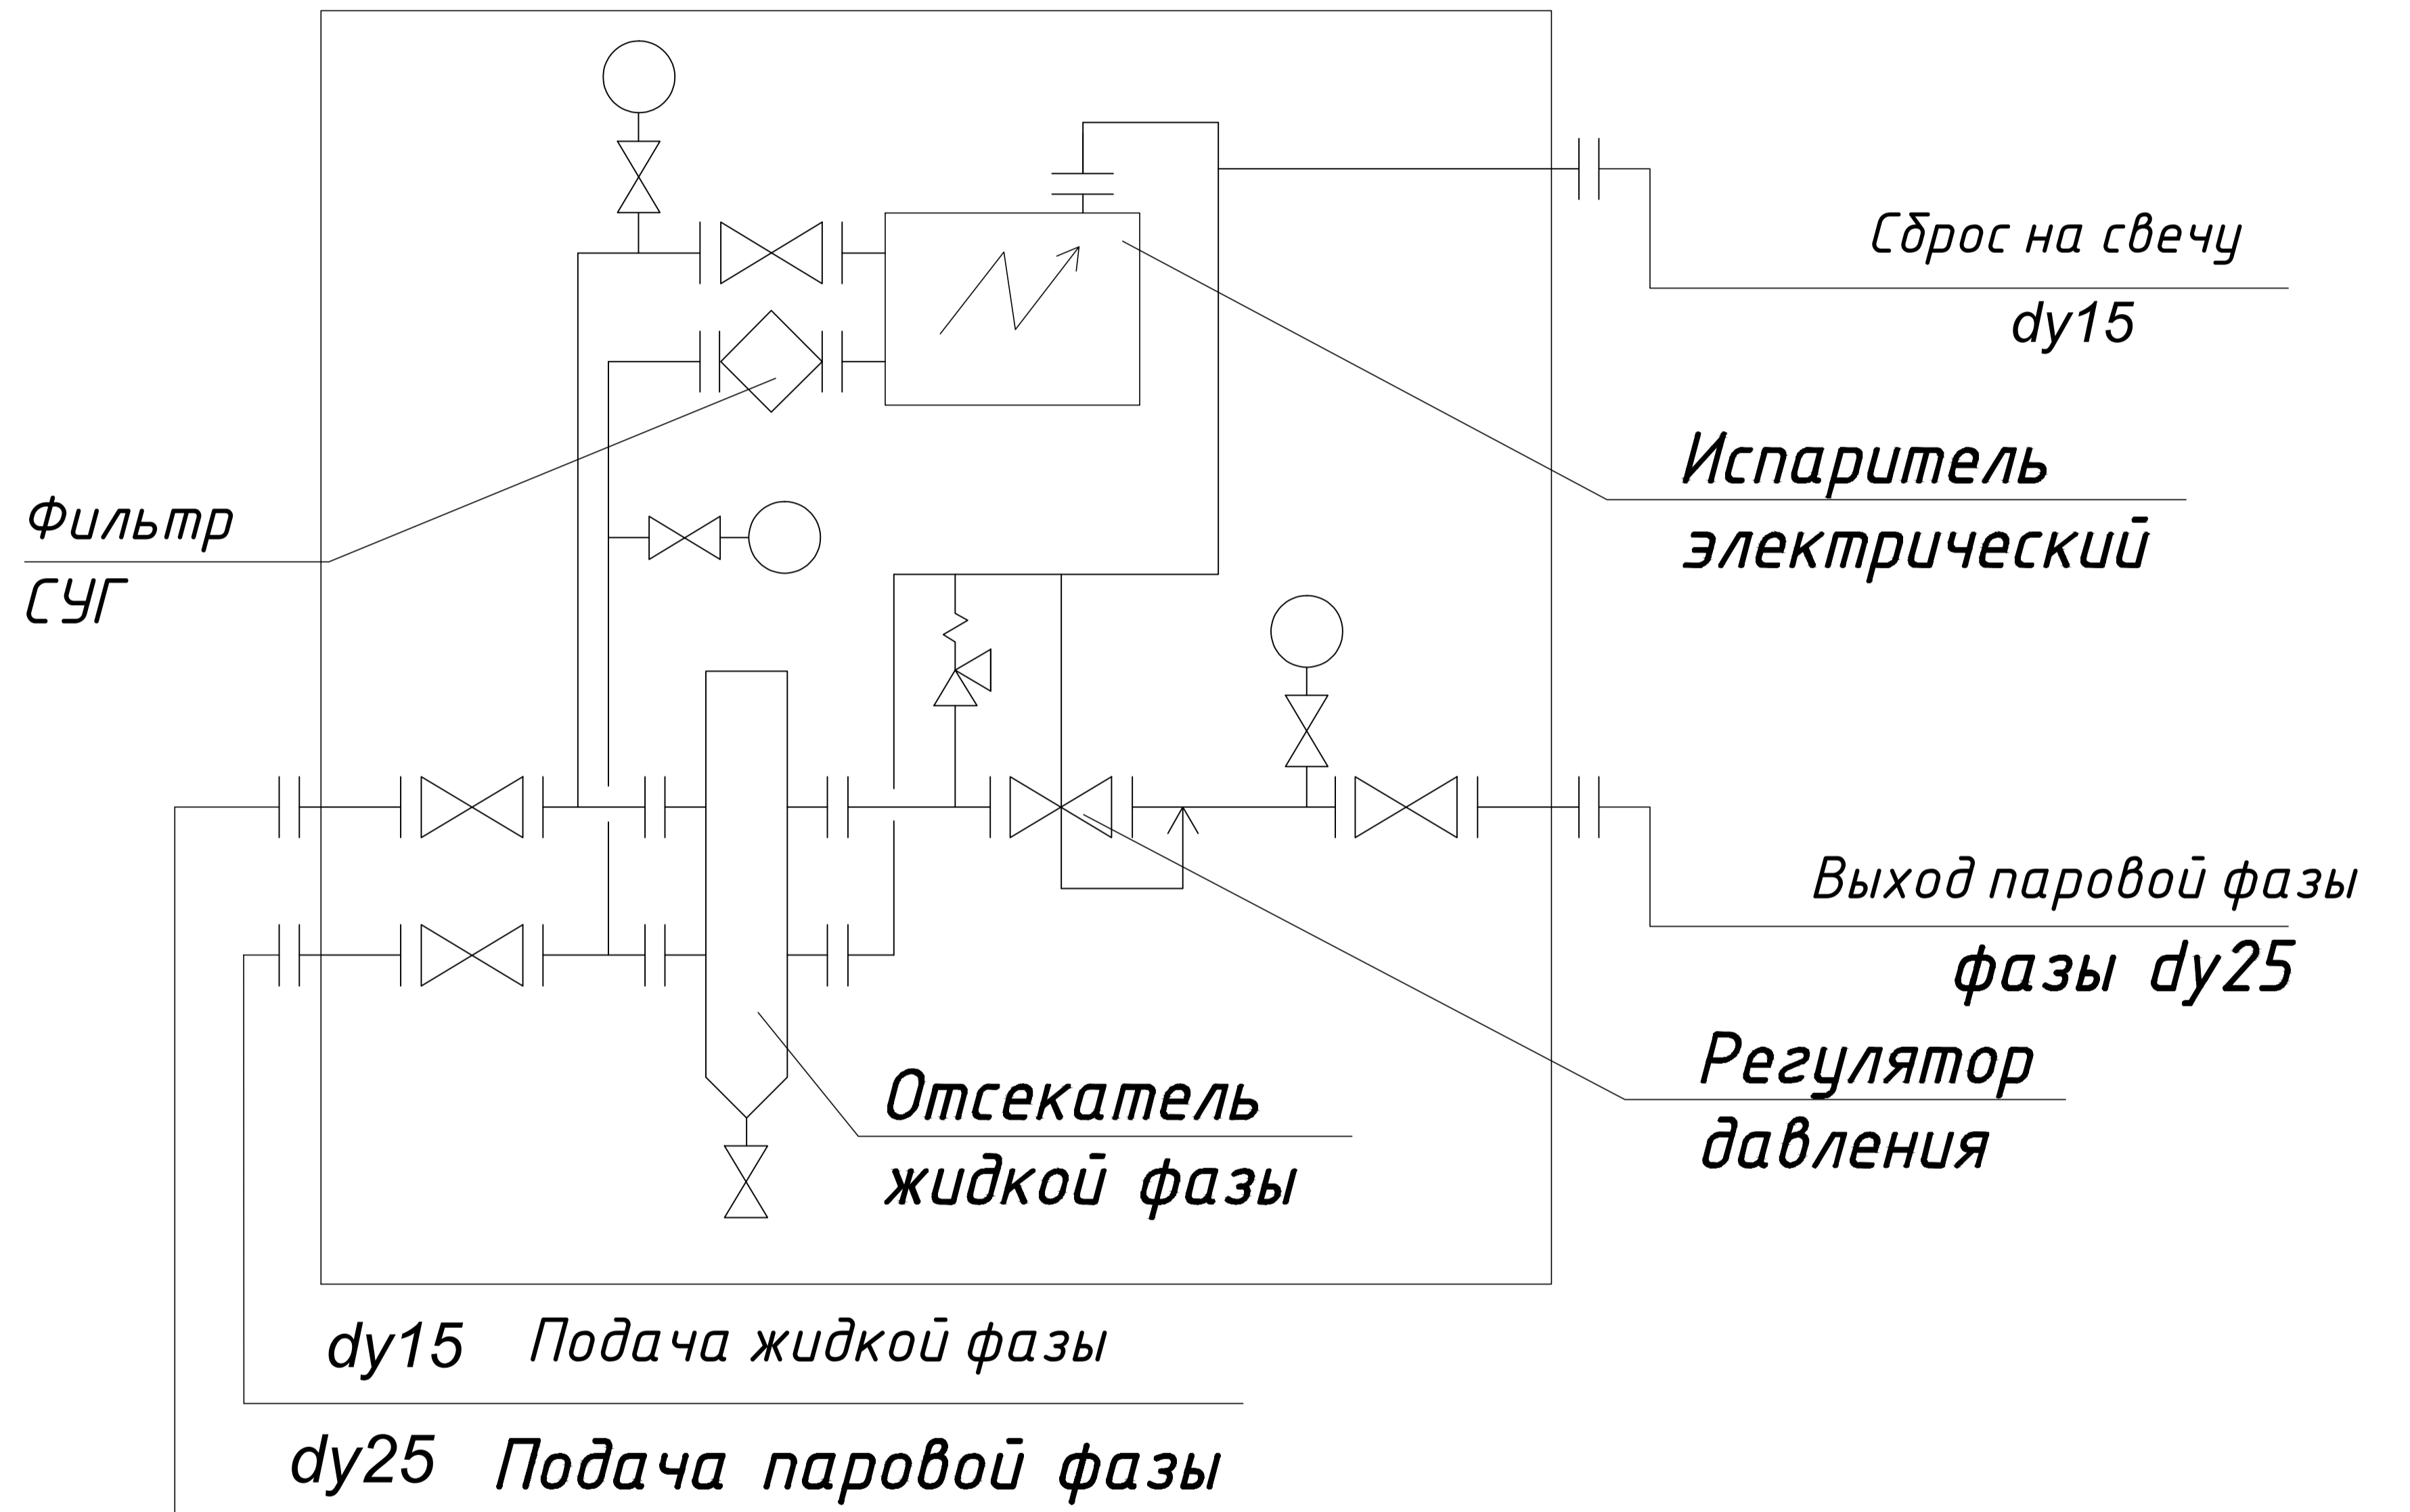 Сброс на свечу
dy15
Испаритель
электрический
Фильтр
СУГ
Выход паровой фазы
фазы dy25
Регулятор
давления
Отсекатель
жидкой фазы
dy15 Подача жидкой фазы
dy25 Подача паровой фазы